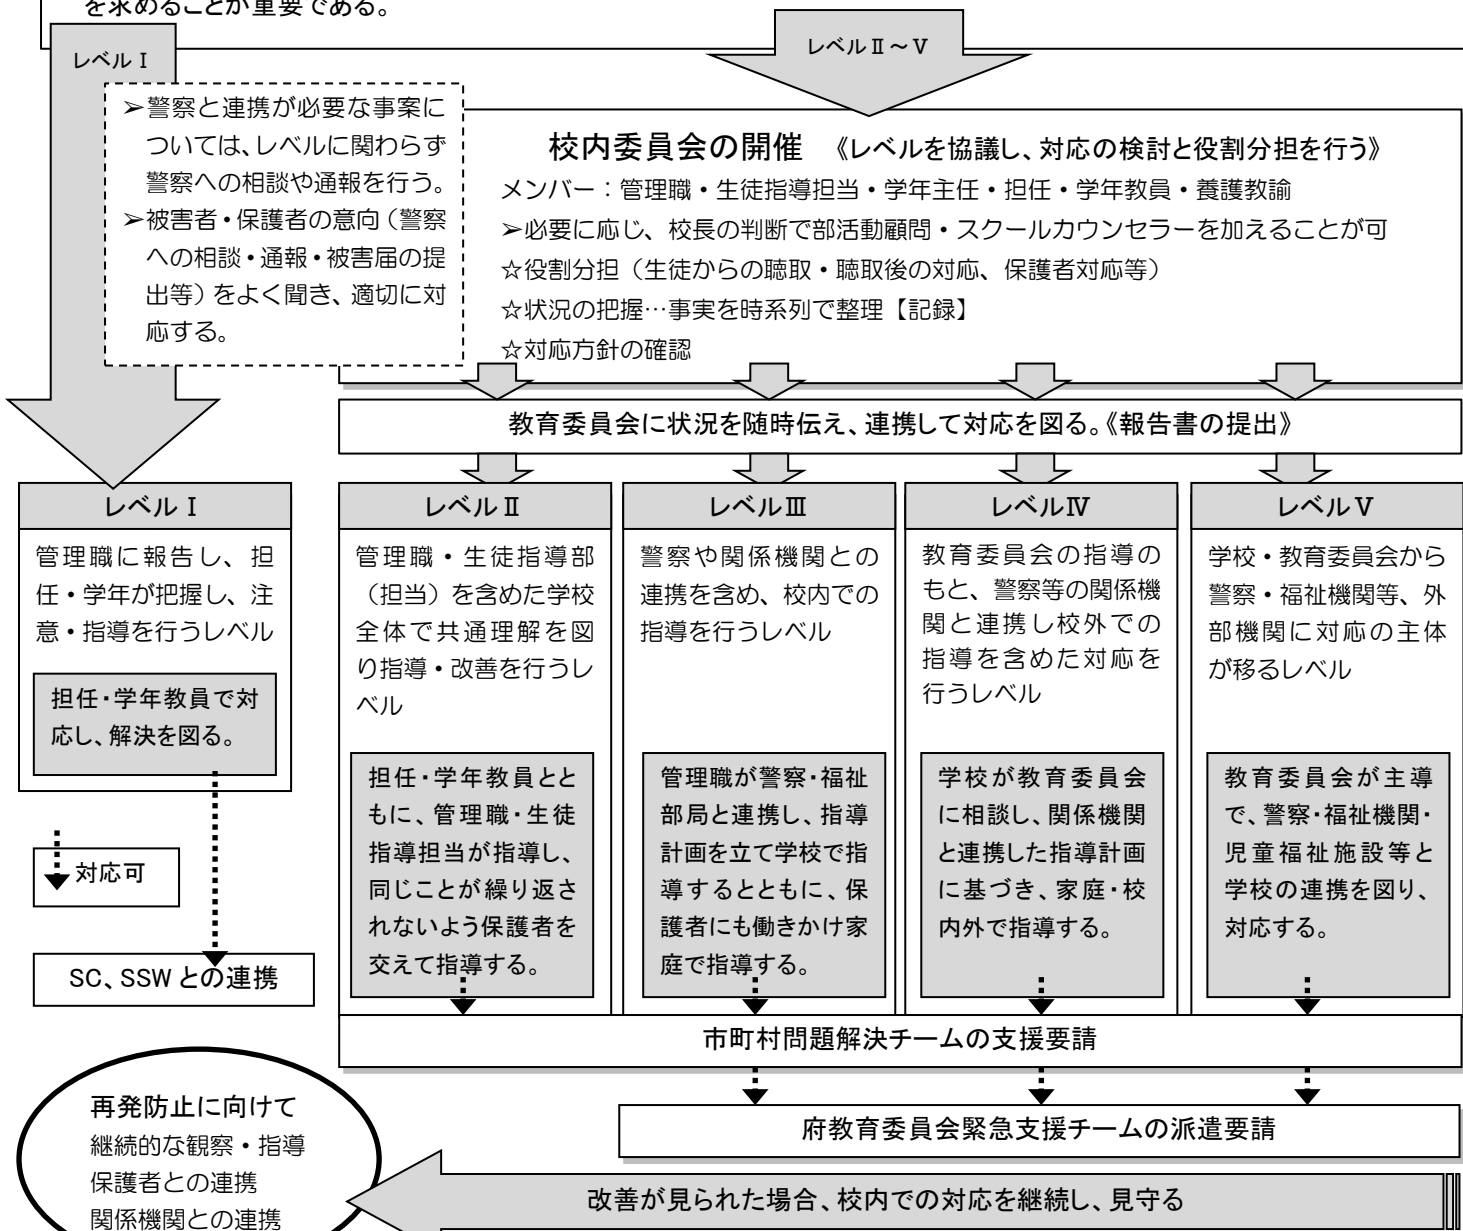 を求めることが重要である。
レベルⅠ
レベルⅡ～Ⅴ
➢警察と連携が必要な事案に
ついては、レベルに関わらず
警察への相談や通報を行う。
➢被害者・保護者の意向（警察
への相談・通報・被害届の提
出等）をよく聞き、適切に対
応する。
校内委員会の開催　《レベルを協議し、対応の検討と役割分担を行う》
メンバー：管理職・生徒指導担当・学年主任・担任・学年教員・養護教諭
➢必要に応じ、校長の判断で部活動顧問・スクールカウンセラーを加えることが可
☆役割分担（生徒からの聴取・聴取後の対応、保護者対応等）
☆状況の把握…事実を時系列で整理【記録】
☆対応方針の確認
教育委員会に状況を随時伝え、連携して対応を図る。《報告書の提出》
レベルⅠ
管理職に報告し、担
任・学年が把握し、注
意・指導を行うレベル
担任・学年教員で対
応し、解決を図る。
対応可
SC、SSWとの連携
レベルⅡ
管理職・生徒指導部
（担当）を含めた学校
全体で共通理解を図
り指導・改善を行うレ
ベル
担任・学年教員とと
もに、管理職・生徒
指導担当が指導し、
同じことが繰り返さ
れないよう保護者を
交えて指導する。
レベルⅢ
警察や関係機関との
連携を含め、校内での
指導を行うレベル
管理職が警察・福祉
部局と連携し、指導
計画を立て学校で指
導するとともに、保
護者にも働きかけ家
庭で指導する。
レベルⅣ
教育委員会の指導の
もと、警察等の関係機
関と連携し校外での
指導を含めた対応を
行うレベル
学校が教育委員会
に相談し、関係機関
と連携した指導計画
に基づき、家庭・校
内外で指導する。
レベルⅤ
学校・教育委員会から
警察・福祉機関等、外
部機関に対応の主体
が移るレベル
教育委員会が主導
で、警察・福祉機関・
児童福祉施設等と
学校の連携を図り、
対応する。
市町村問題解決チームの支援要請
府教育委員会緊急支援チームの派遣要請
改善が見られた場合、校内での対応を継続し、見守る
再発防止に向けて
継続的な観察・指導
保護者との連携
関係機関との連携